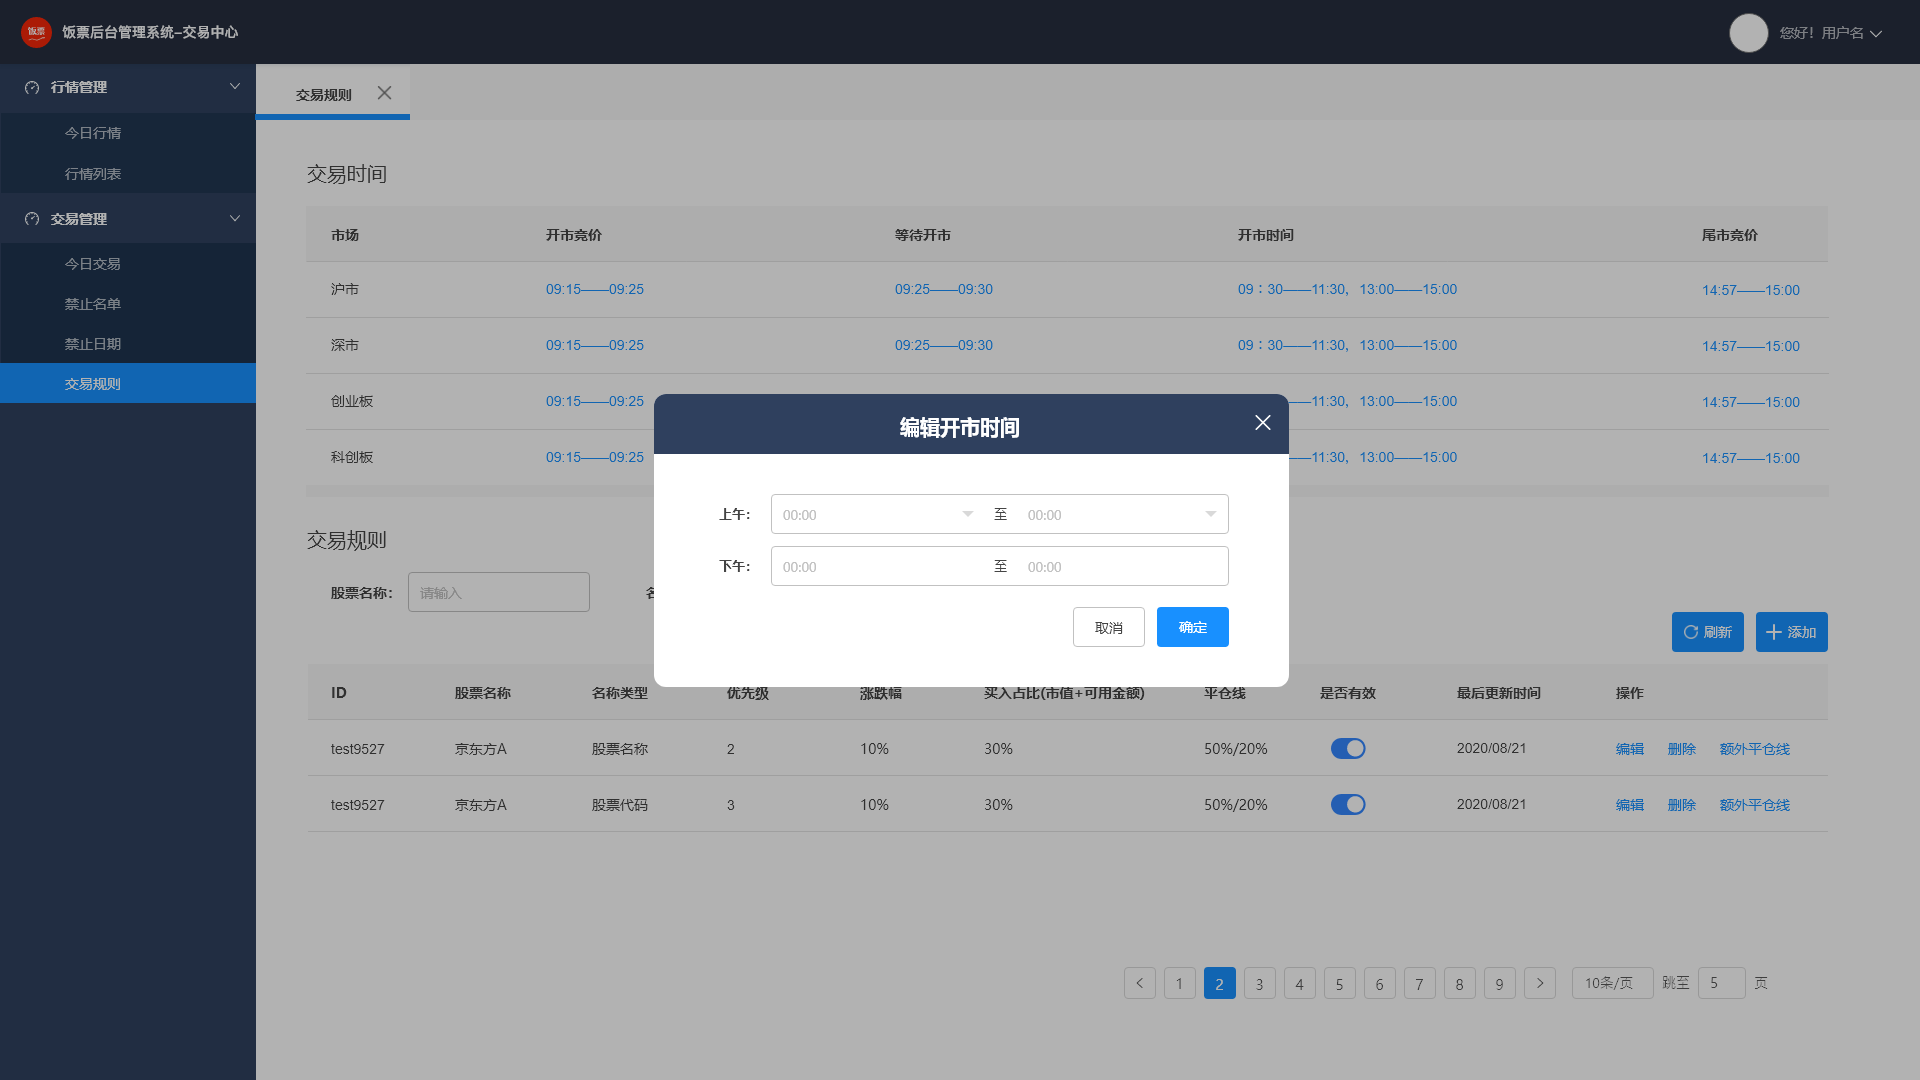 饭票
饭票后台管理系统–交易中心
您好！用户名
行情管理
今日行情
行情列表
交易管理
今日交易
禁止名单
禁止日期
交易规则
交易规则
交易时间
市场 开市竞价 等待开市 开市时间 尾市竞价
沪市 09:15——09:25 09:25——09:30 09：30——11:30，13:00——15:00 14:57——15:00
深市 09:15——09:25 09:25——09:30 09：30——11:30，13:00——15:00 14:57——15:00
创业板 09:15——09:25 ——11:30，13:00——15:00 14:57——15:00
科创板 09:15——09:25 ——11:30，13:00——15:00 14:57——15:00
编辑开市时间
上午： 00:00 至 00:00
下午： 00:00 至 00:00
取消 确定
交易规则
股票名称： 请输入
刷新 添加
ID 股票名称 名称类型 优先级 涨跌幅 买入占比(市值+可用金额) 平仓线 是否有效 最后更新时间 操作
test9527 京东方A 股票名称 2 10% 30% 50%/20% 2020/08/21 编辑 删除 额外平仓线
test9527 京东方A 股票代码 3 10% 30% 50%/20% 2020/08/21 编辑 删除 额外平仓线
1 2 3 4 5 6 7 8 9 10条/页 跳至 5 页